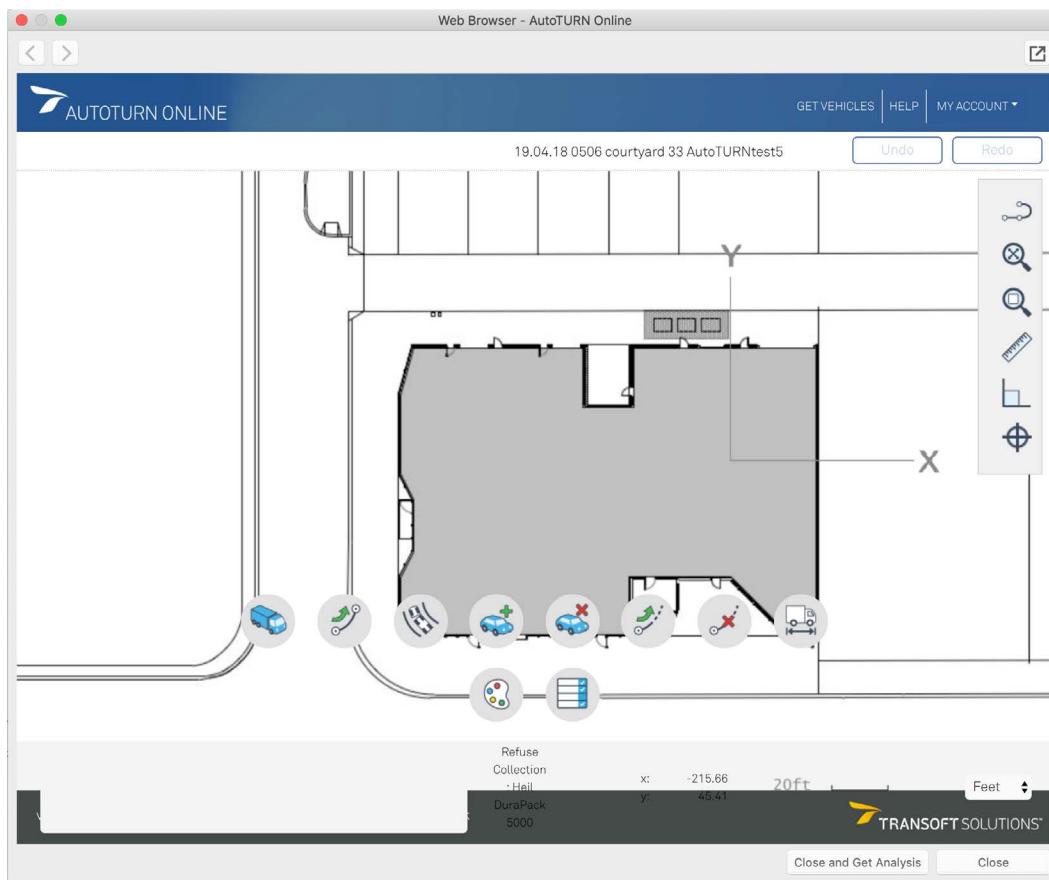 Web Browser - AutoTURN Online
AUTOTURN ONLINE
GET VEHICLES HELP MY ACCOUNT
19.04.18 0506 courtyard 33 AutoTURNtest5
Undo
Redo
Y
X
Refuse
Collection
: Heil
DuraPack
5000
x: -215.66
y: 45.41
20ft
Feet
TRANSOFT SOLUTIONS
Close and Get Analysis
Close